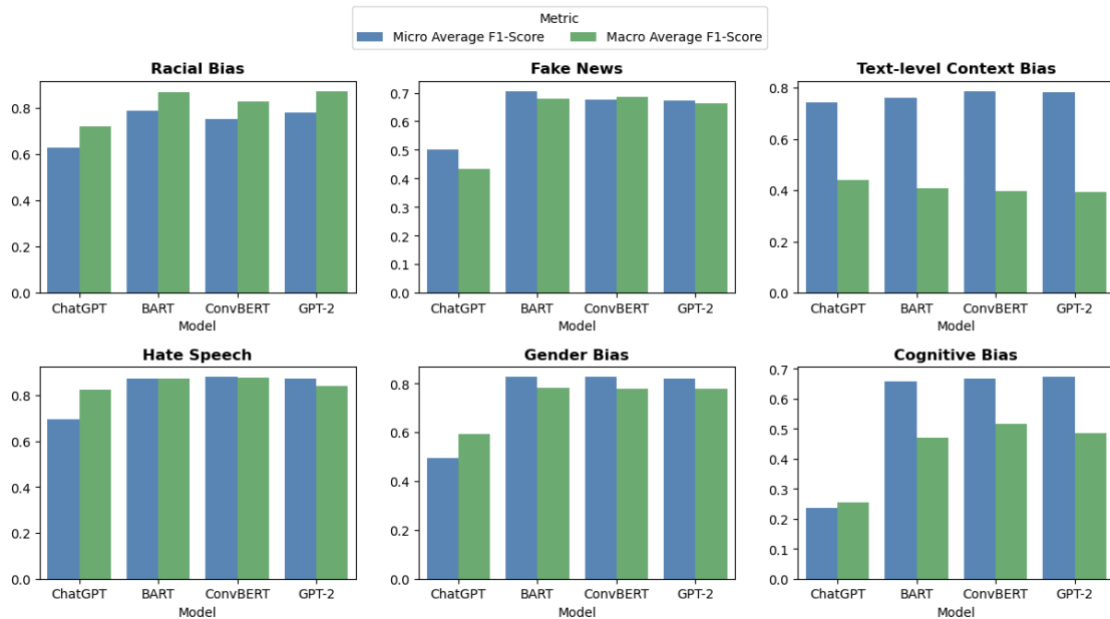 Metric
Micro Average F1-Score Macro Average F1-Score
Racial Bias
0.8
0.6
0.4
0.2
0.0
ChatGPT BART ConvBERT GPT-2
Model
Fake News
0.7
0.6
0.5
0.4
0.3
0.2
0.1
0.0
ChatGPT BART ConvBERT GPT-2
Model
Text-level Context Bias
0.8
0.6
0.4
0.2
0.0
ChatGPT BART ConvBERT GPT-2
Model
Hate Speech
0.8
0.6
0.4
0.2
0.0
ChatGPT BART ConvBERT GPT-2
Model
Gender Bias
0.8
0.6
0.4
0.2
0.0
ChatGPT BART ConvBERT GPT-2
Model
Cognitive Bias
0.7
0.6
0.5
0.4
0.3
0.2
0.1
0.0
ChatGPT BART ConvBERT GPT-2
Model